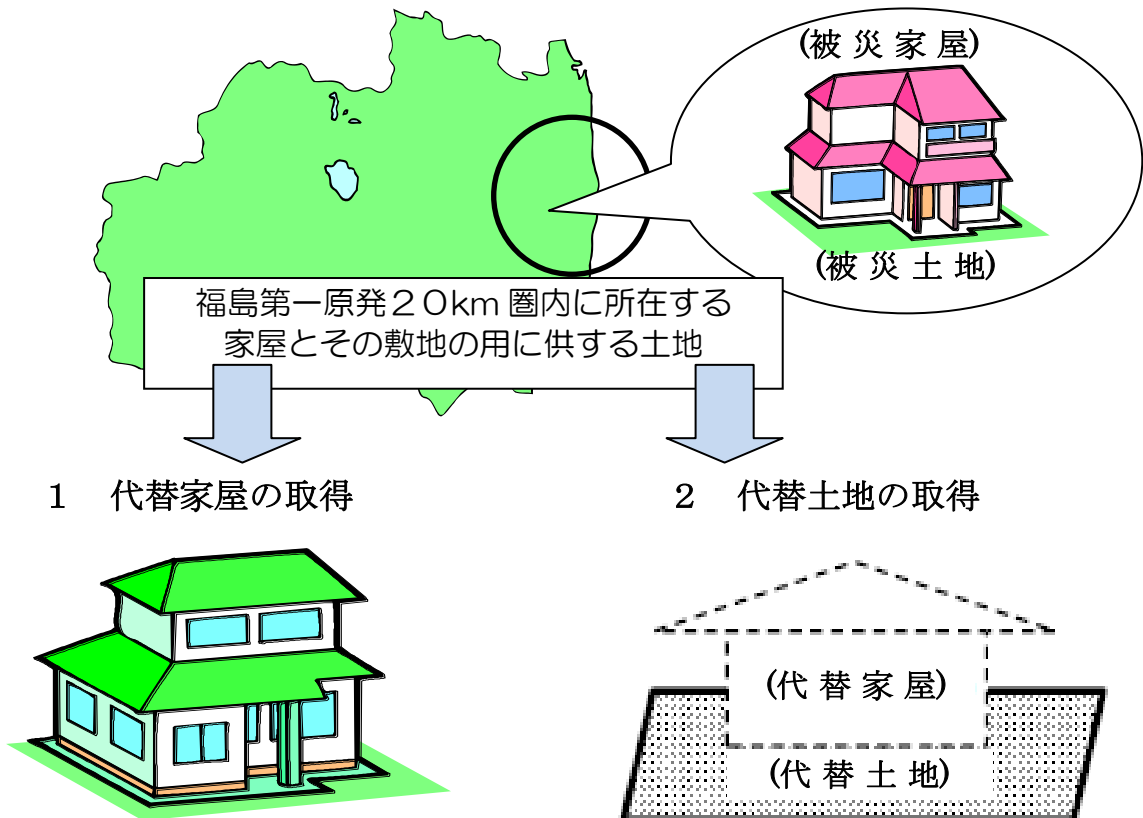 (被災家屋)
(被災土地)
福島第一原発２０km 圏内に所在する
家屋とその敷地の用に供する土地
１　代替家屋の取得
２　代替土地の取得
(代替家屋)
(代替土地)